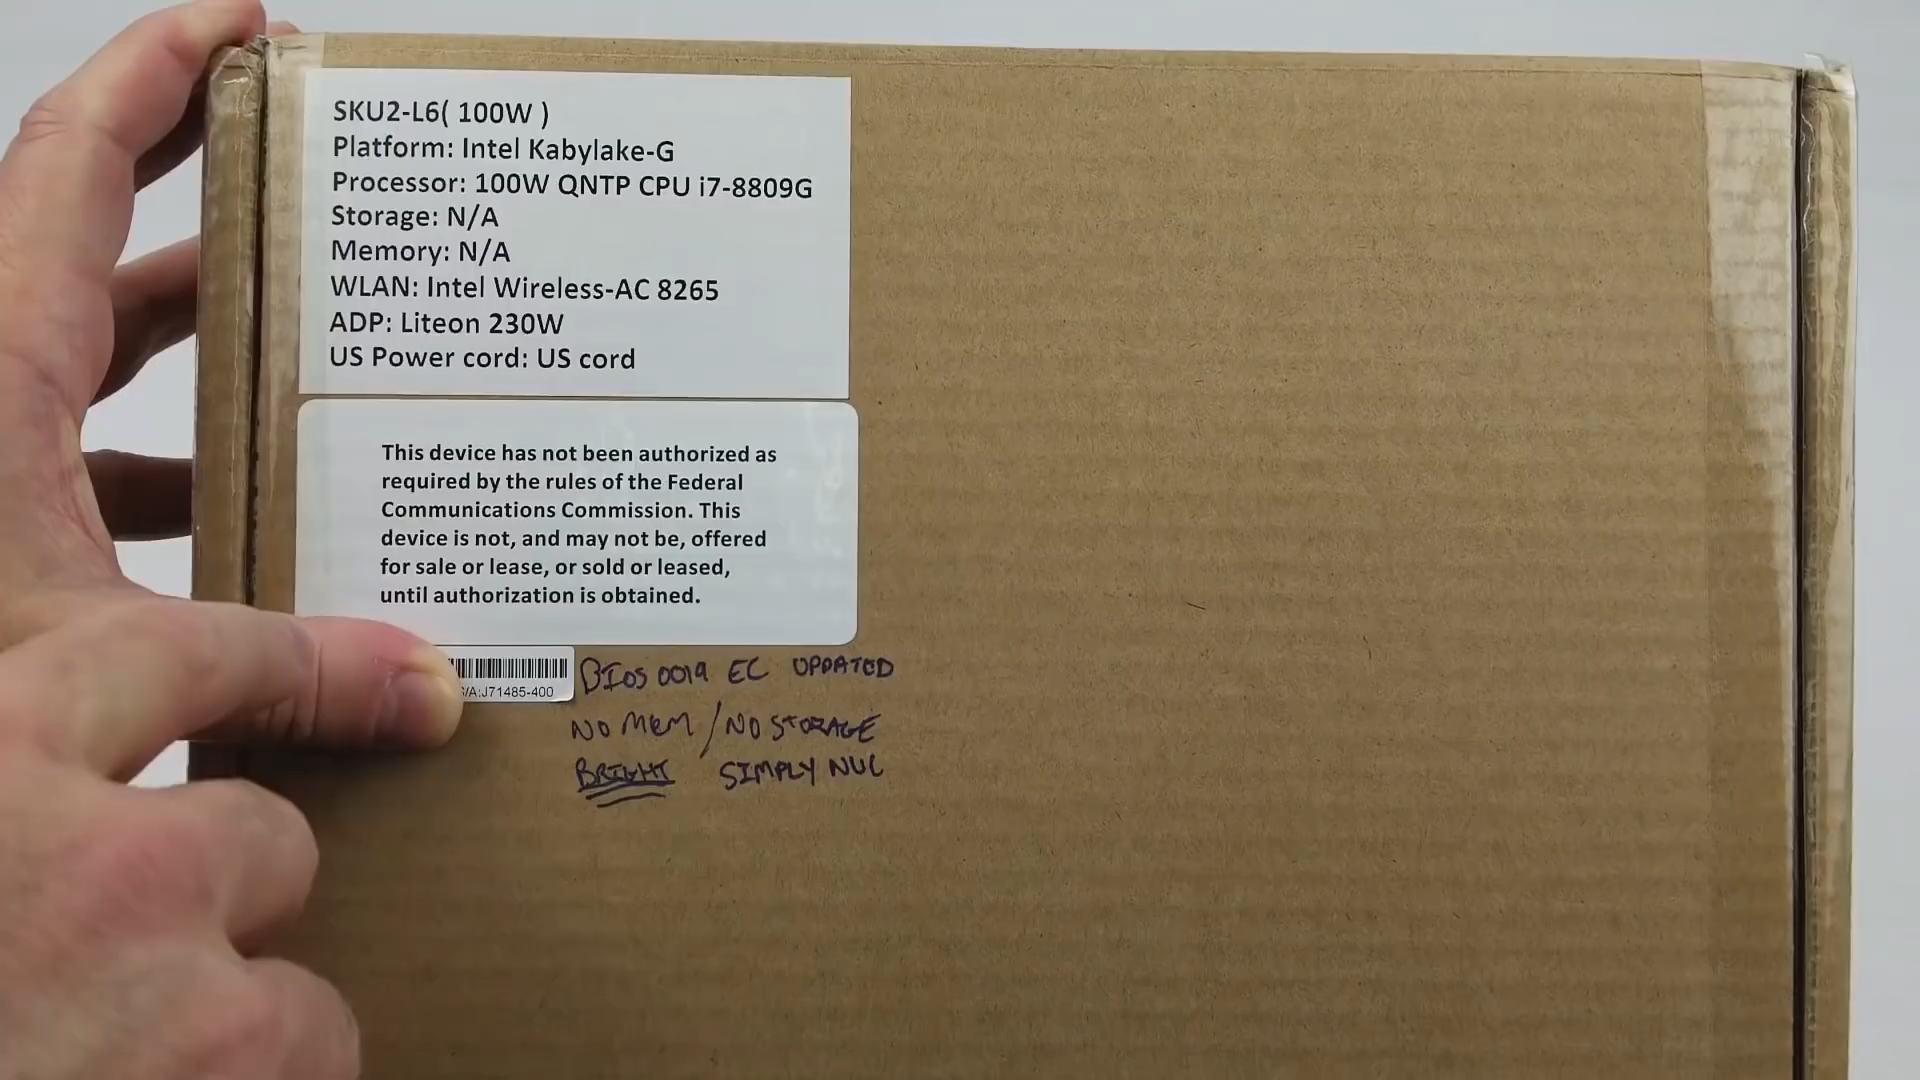 SKU2-L6( 100W )
Platform: Intel Kabylake-G
Processor: 100W QNTP CPU i7-8809G
Storage: N/A
Memory: N/A
WLAN: Intel Wireless-AC 8265
ADP: Liteon 230W
US Power cord: US cord
This device has not been authorized as
required by the rules of the Federal
Communications Commission. This
device is not, and may not be, offered
for sale or lease, or sold or leased,
until authorization is obtained.
/A:J71485-400
BIOS 0019 EC UPDATED
NO MEM / NO STORAGE
BRIGHT SIMPLY NUC